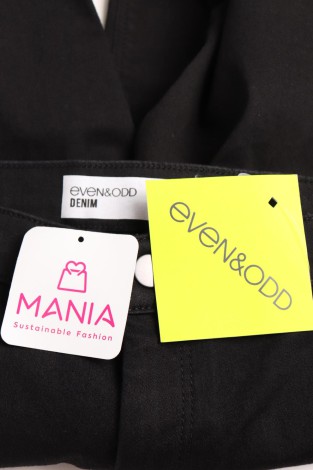 even&odd
DENIM
even&odd
MANIA
Sustainable Fashion